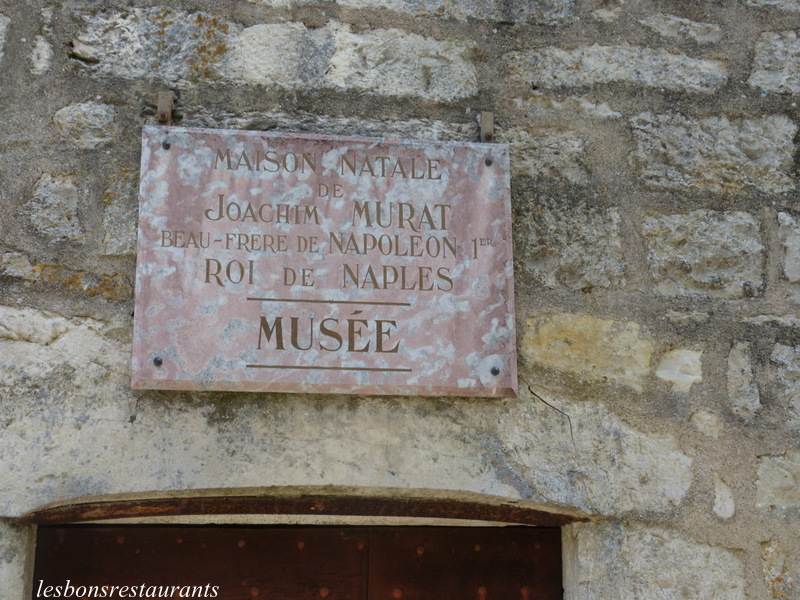 MAISON NATALE
DE
JOACHIM MURAT
BEAU-FRERE DE NAPOLEON 1ER
ROI DE NAPLES
MUSÉE
lesbonsrestaurants